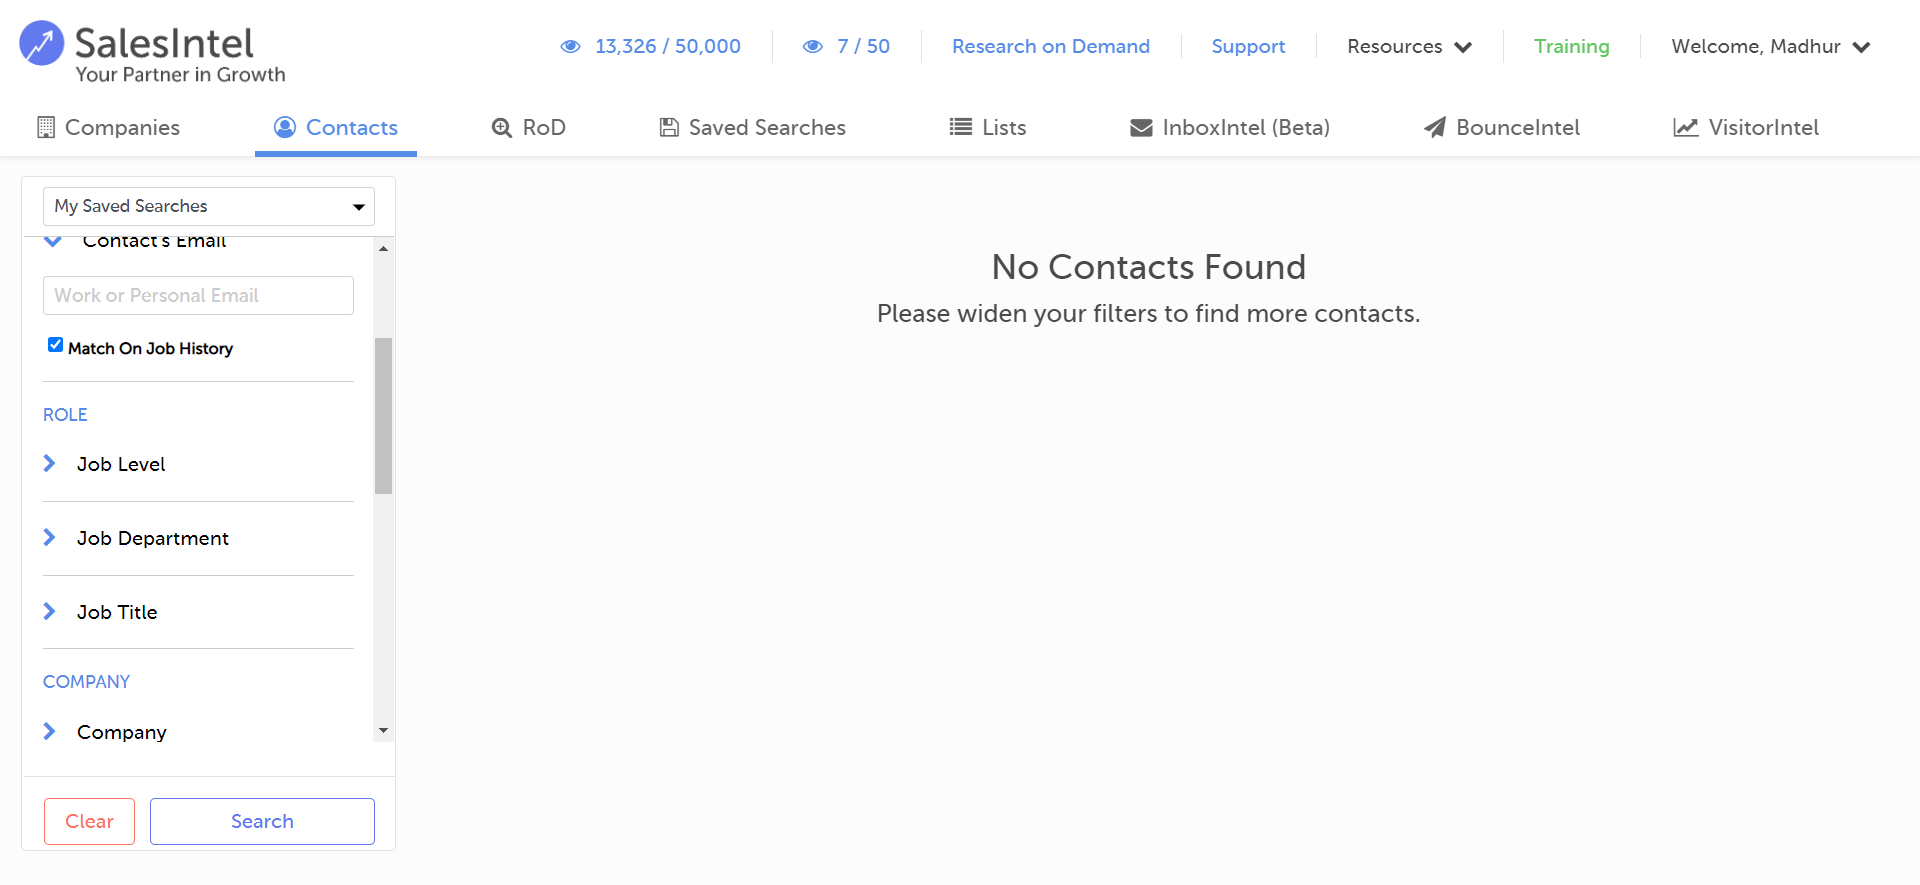 SalesIntel
Your Partner in Growth
13,326 / 50,000
7 / 50
Research on Demand
Support
Resources
Training
Welcome, Madhur
Companies
Contacts
RoD
Saved Searches
Lists
InboxIntel (Beta)
BounceIntel
VisitorIntel
My Saved Searches
Contact's Email
Work or Personal Email
Match On Job History
ROLE
Job Level
Job Department
Job Title
COMPANY
Company
Clear
Search
No Contacts Found
Please widen your filters to find more contacts.